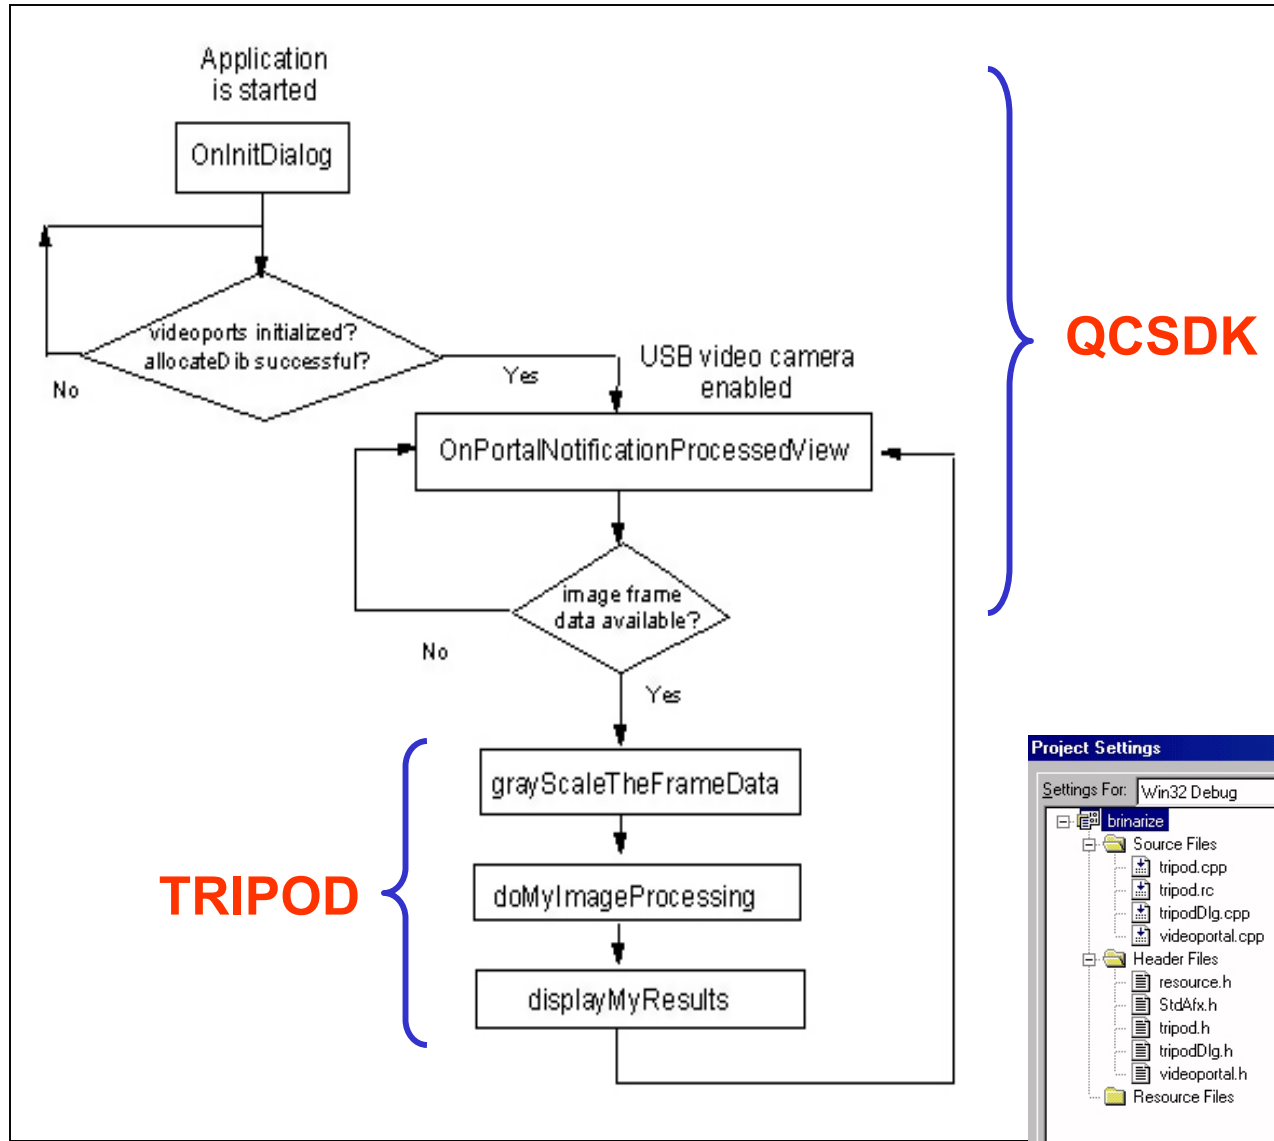 Application
is started
OnInitDialog
videoports initialized?
allocateDib successful?
No
Yes
USB video camera
enabled
OnPortalNotificationProcessedView
QCSDK
image frame
data available?
No
Yes
grayScaleTheFrameData
doMyImageProcessing
displayMyResults
TRIPOD
Project Settings
Settings For: Win32 Debug
brinarize
Source Files
tripod.cpp
tripod.rc
tripodDlg.cpp
videoportal.cpp
Header Files
resource.h
StdAfx.h
tripod.h
tripodDlg.h
videoportal.h
Resource Files